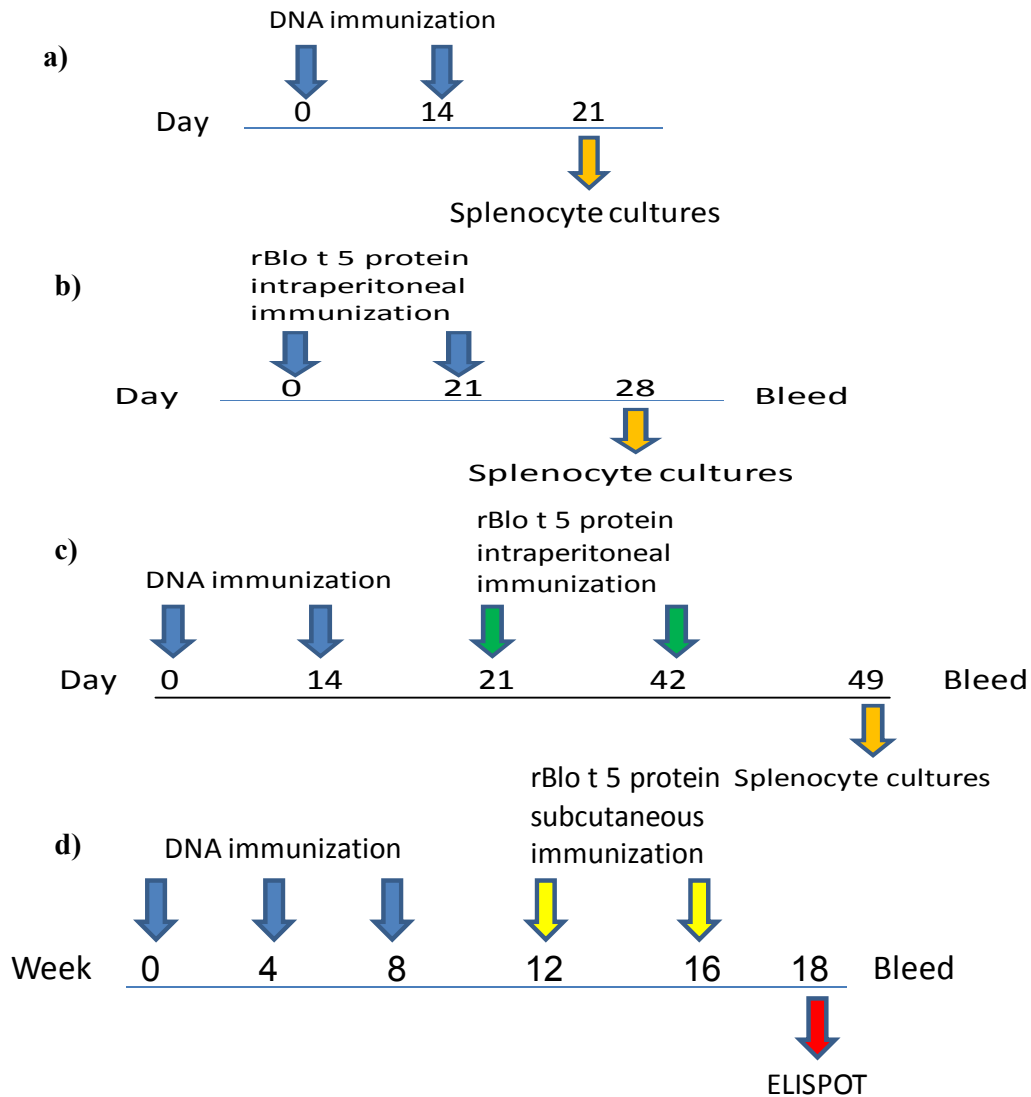 a)
DNA immunization
Day 0 14 21
Splenocyte cultures
b)
rBlo t 5 protein
intraperitoneal
immunization
Day 0 21 28 Bleed
Splenocyte cultures
c)
DNA immunization
rBlo t 5 protein
intraperitoneal
immunization
Day 0 14 21 42 49 Bleed
Splenocyte cultures
d)
DNA immunization
rBlo t 5 protein
subcutaneous
immunization
Week 0 4 8 12 16 18 Bleed
ELISPOT